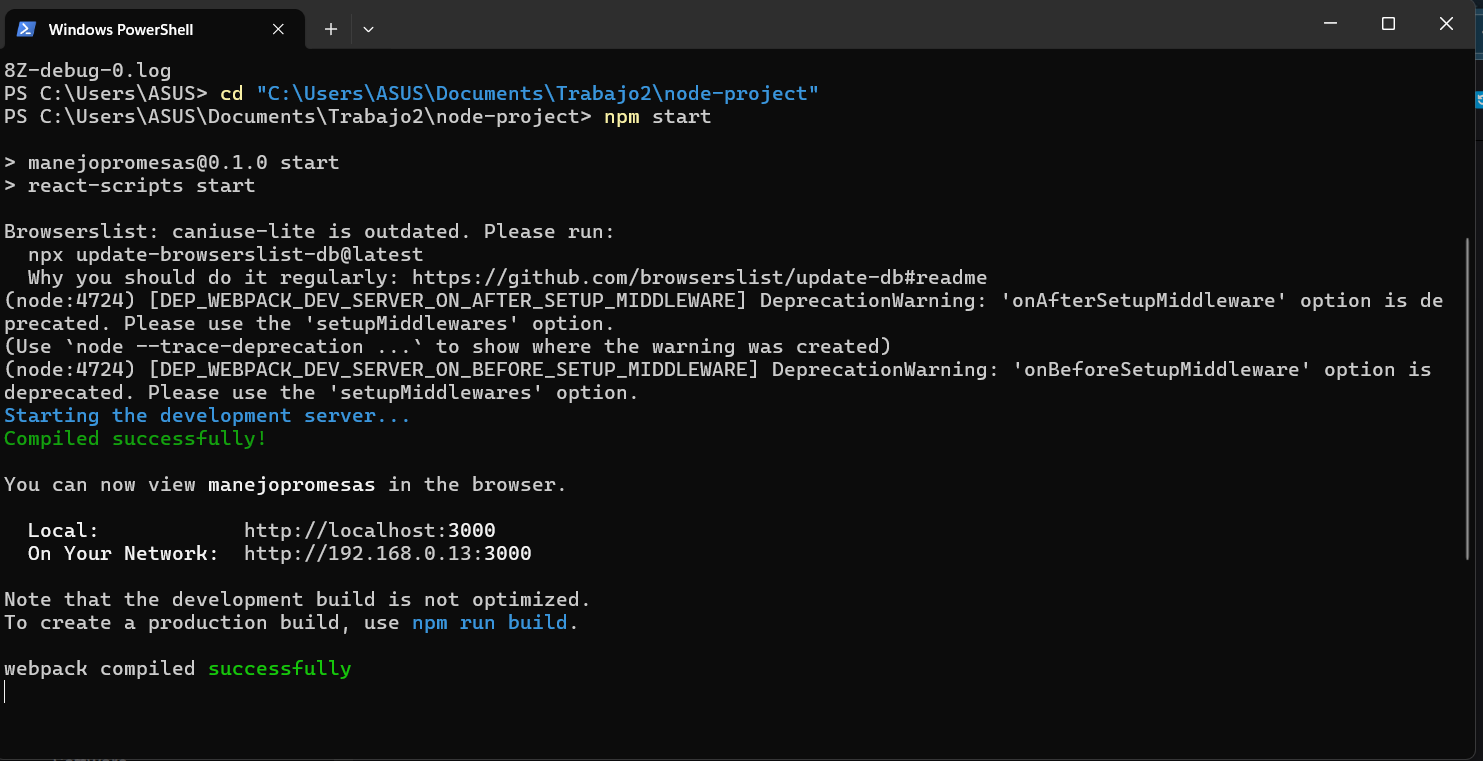 Windows PowerShell
8Z-debug-0.log
PS C:\Users\ASUS> cd "C:\Users\ASUS\Documents\Trabajo2\node-project"
PS C:\Users\ASUS\Documents\Trabajo2\node-project> npm start
> manejopromesas@0.1.0 start
> react-scripts start
Browserslist: caniuse-lite is outdated. Please run:
  npx update-browserslist-db@latest
  Why you should do it regularly: https://github.com/browserslist/update-db#readme
(node:4724) [DEP_WEBPACK_DEV_SERVER_ON_AFTER_SETUP_MIDDLEWARE] DeprecationWarning: 'onAfterSetupMiddleware' option is de
precated. Please use the 'setupMiddlewares' option.
(Use `node --trace-deprecation ...` to show where the warning was created)
(node:4724) [DEP_WEBPACK_DEV_SERVER_ON_BEFORE_SETUP_MIDDLEWARE] DeprecationWarning: 'onBeforeSetupMiddleware' option is
deprecated. Please use the 'setupMiddlewares' option.
Starting the development server...
Compiled successfully!
You can now view manejopromesas in the browser.
  Local:            http://localhost:3000
  On Your Network:  http://192.168.0.13:3000
Note that the development build is not optimized.
To create a production build, use npm run build.
webpack compiled successfully